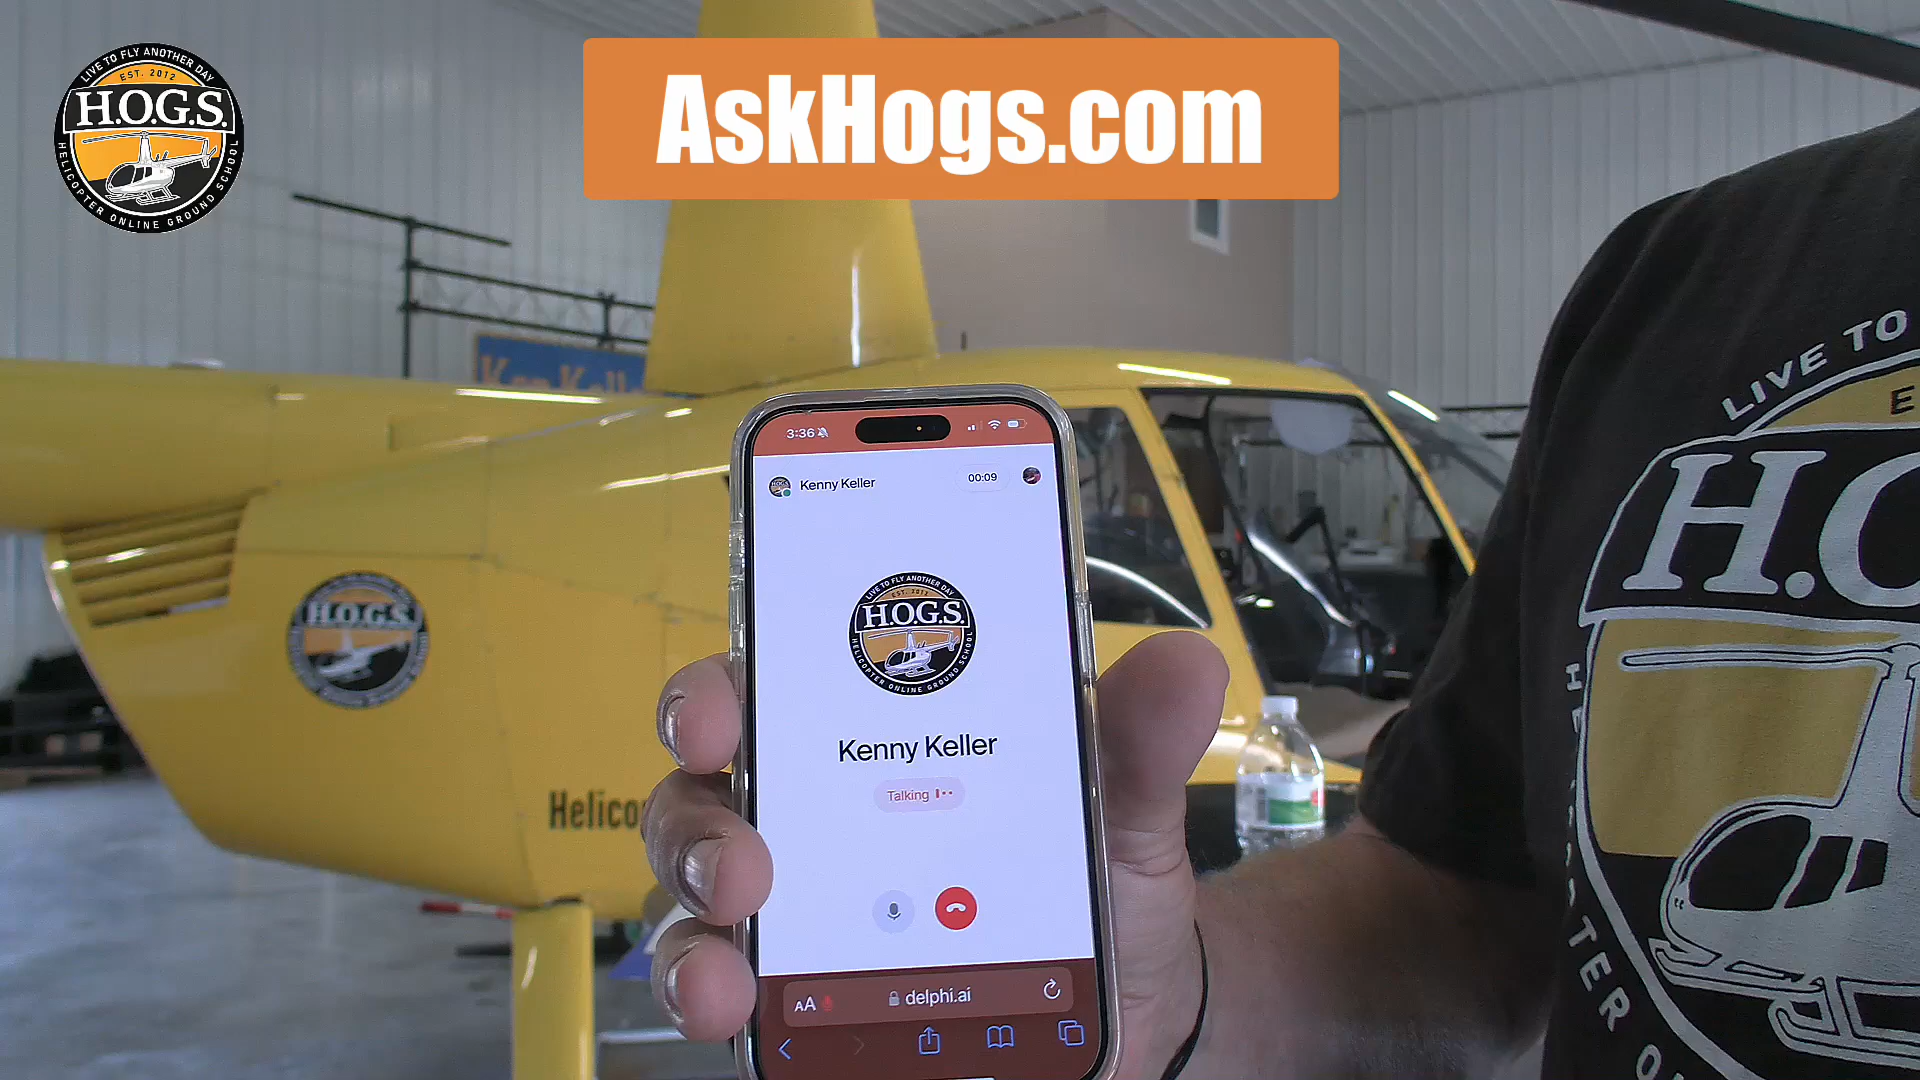 LIVE TO FLY ANOTHER DAY
EST. 2012
H.O.G.S.
HELICOPTER ONLINE GROUND SCHOOL
AskHogs.com
3:36
Kenny Keller
00:09
LIVE TO FLY ANOTHER DAY
EST. 2012
H.O.G.S.
HELICOPTER ONLINE GROUND SCHOOL
Kenny Keller
Talking
AA
delphi.ai
H.O.G.S.
Helico
LIVE TO
E
H.O